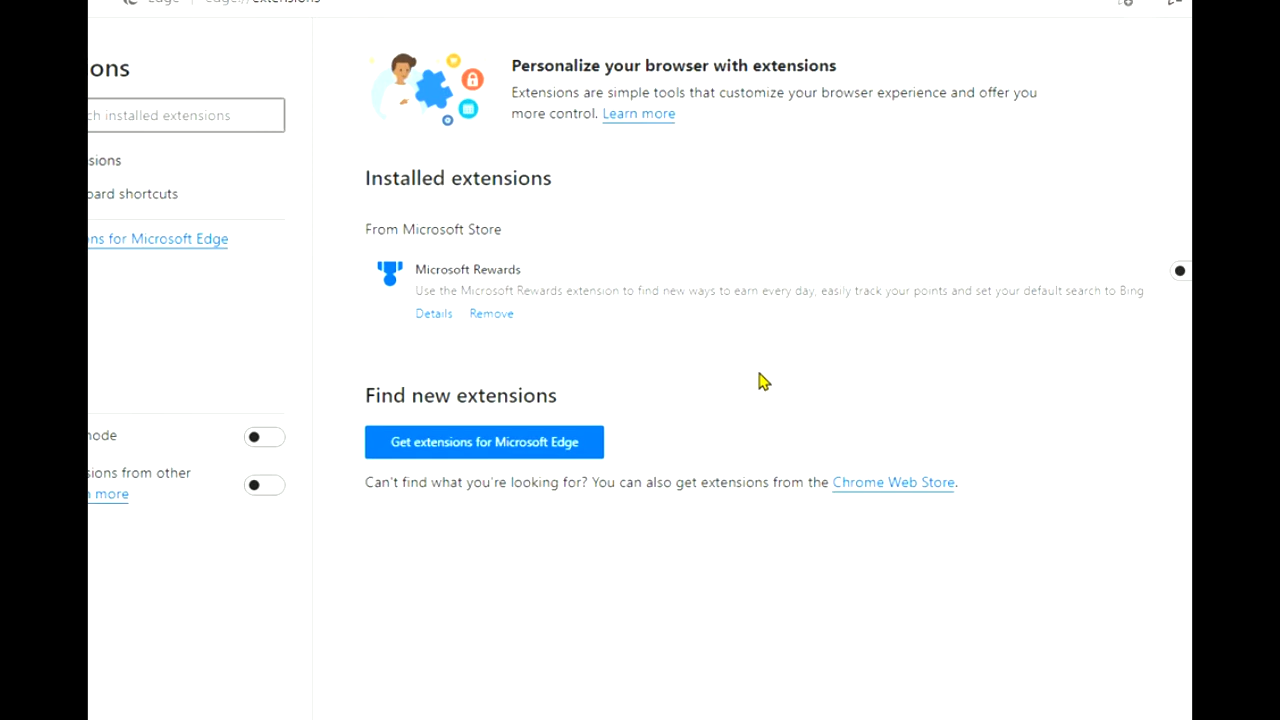 extensions
ons
ch installed extensions
sions
oard shortcuts
ons for Microsoft Edge
node
sions from other
n more
Personalize your browser with extensions
Extensions are simple tools that customize your browser experience and offer you
more control. Learn more
Installed extensions
From Microsoft Store
Microsoft Rewards
Use the Microsoft Rewards extension to find new ways to earn every day, easily track your points and set your default search to Bing
Details Remove
Find new extensions
Get extensions for Microsoft Edge
Can't find what you're looking for? You can also get extensions from the Chrome Web Store.